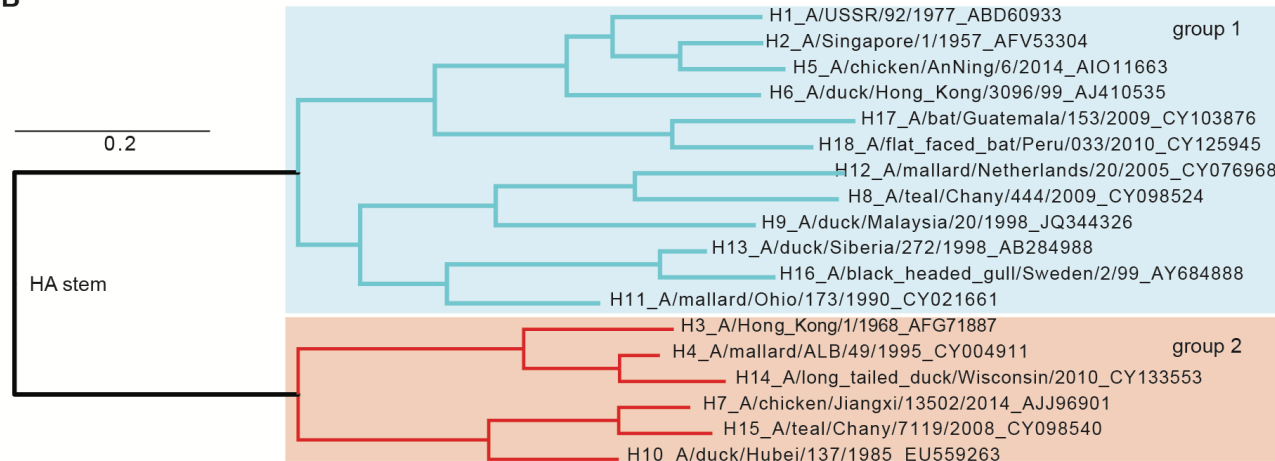 B
H1_A/USSR/92/1977_ABD60933
group 1
H2_A/Singapore/1/1957_AFV53304
H5_A/chicken/AnNing/6/2014_AIO11663
H6_A/duck/Hong_Kong/3096/99_AJ410535
H17_A/bat/Guatemala/153/2009_CY103876
0.2
H18_A/flat_faced_bat/Peru/033/2010_CY125945
H12_A/mallard/Netherlands/20/2005_CY076968
H8_A/teal/Chany/444/2009_CY098524
H9_A/duck/Malaysia/20/1998_JQ344326
H13_A/duck/Siberia/272/1998_AB284988
H16_A/black_headed_gull/Sweden/2/99_AY684888
HA stem
H11_A/mallard/Ohio/173/1990_CY021661
H3_A/Hong_Kong/1/1968_AFG71887
group 2
H4_A/mallard/ALB/49/1995_CY004911
H14_A/long_tailed_duck/Wisconsin/2010_CY133553
H7_A/chicken/Jiangxi/13502/2014_AJJ96901
H15_A/teal/Chany/7119/2008_CY098540
H10_A/duck/Hubei/137/1985_EU559263